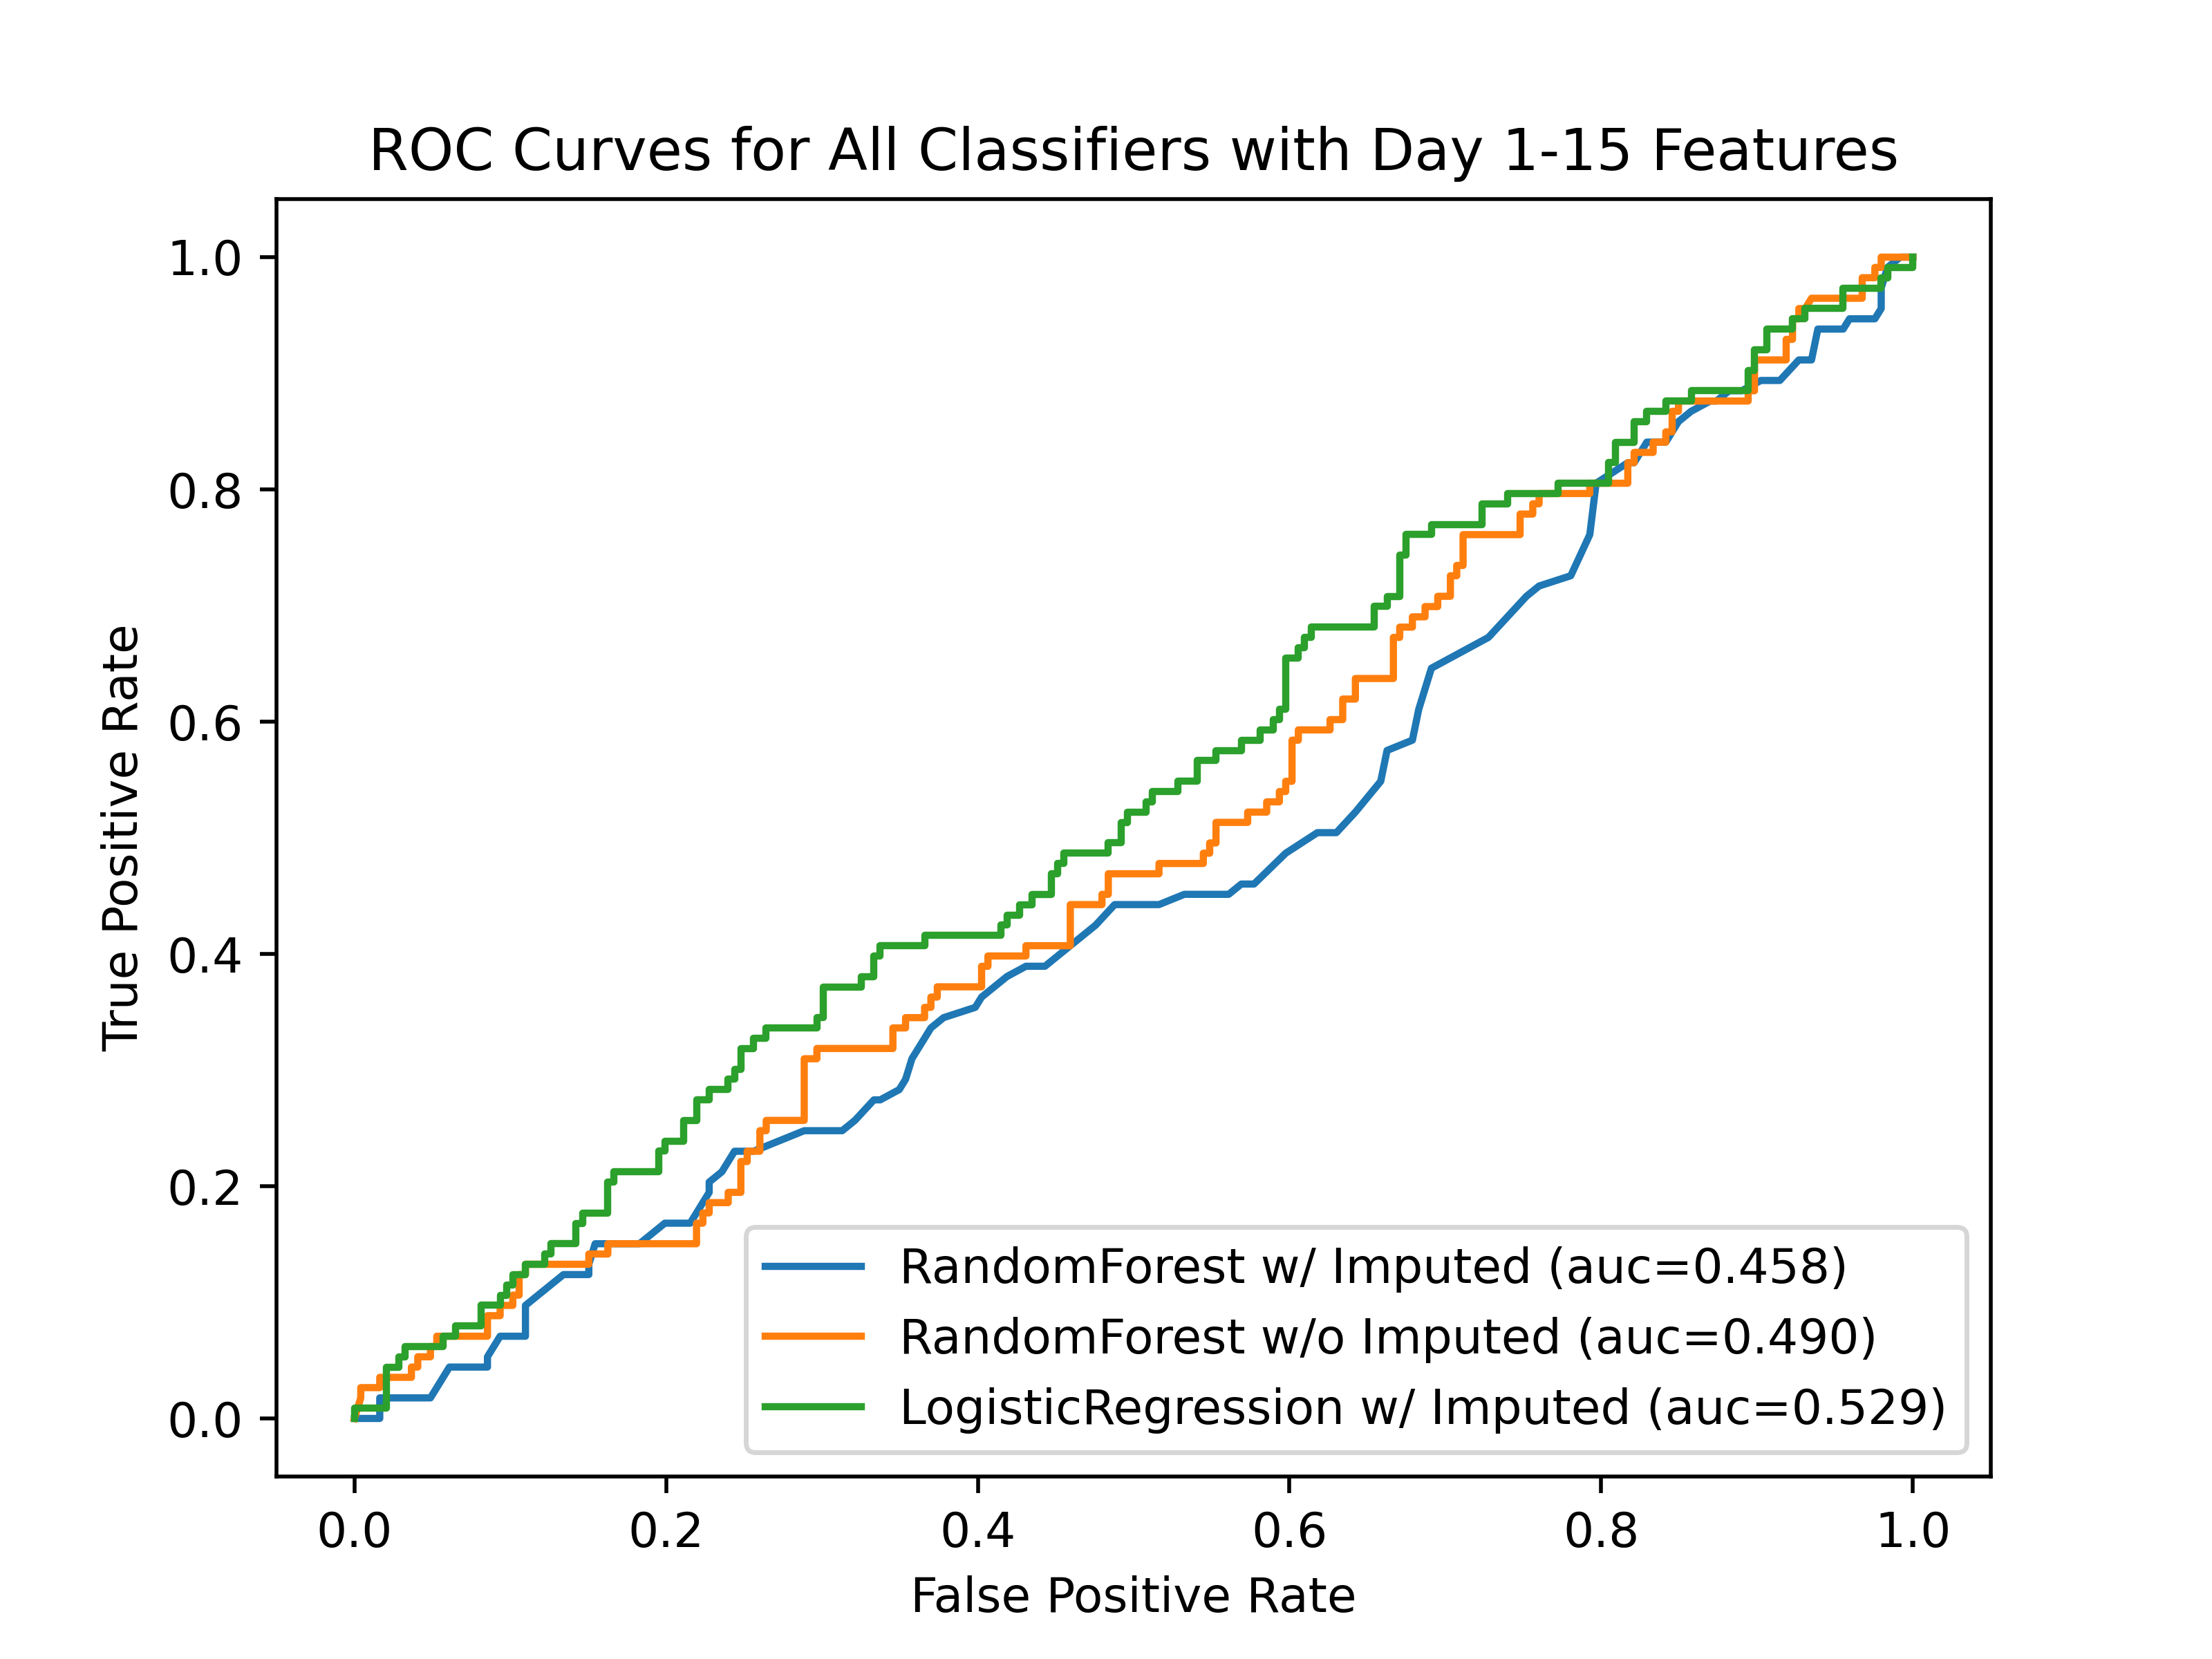 ROC Curves for All Classifiers with Day 1-15 Features
True Positive Rate
1.0
0.8
0.6
0.4
0.2
0.0
RandomForest w/ Imputed (auc=0.458)
RandomForest w/o Imputed (auc=0.490)
LogisticRegression w/ Imputed (auc=0.529)
0.0 0.2 0.4 0.6 0.8 1.0
False Positive Rate